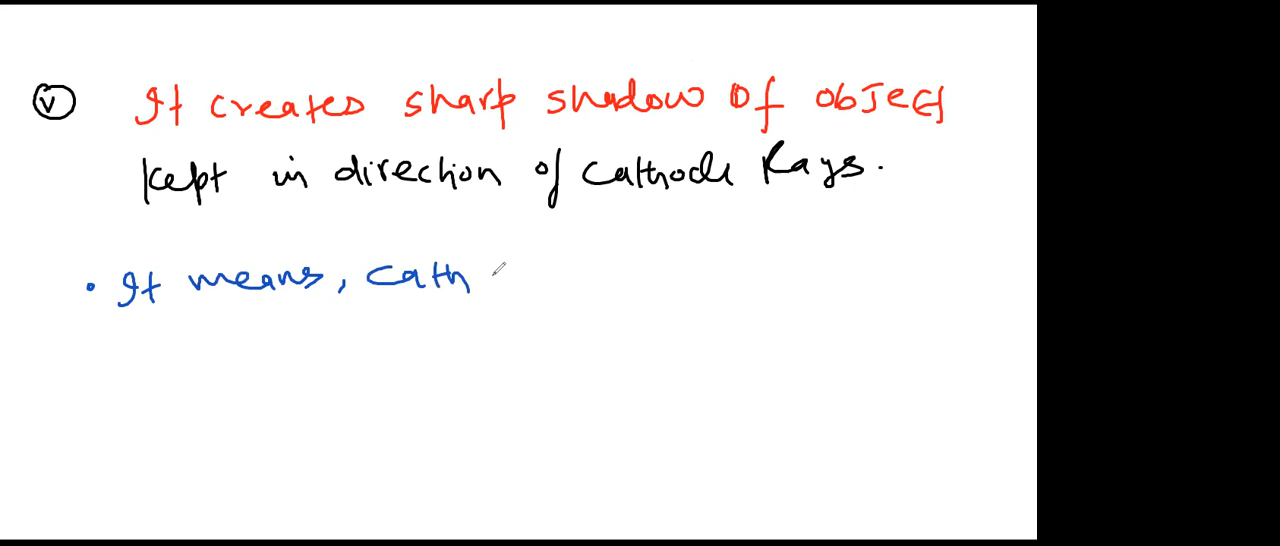 (v) It creates sharp shadow of object
kept in direction of cathode Rays.
• It means, cath